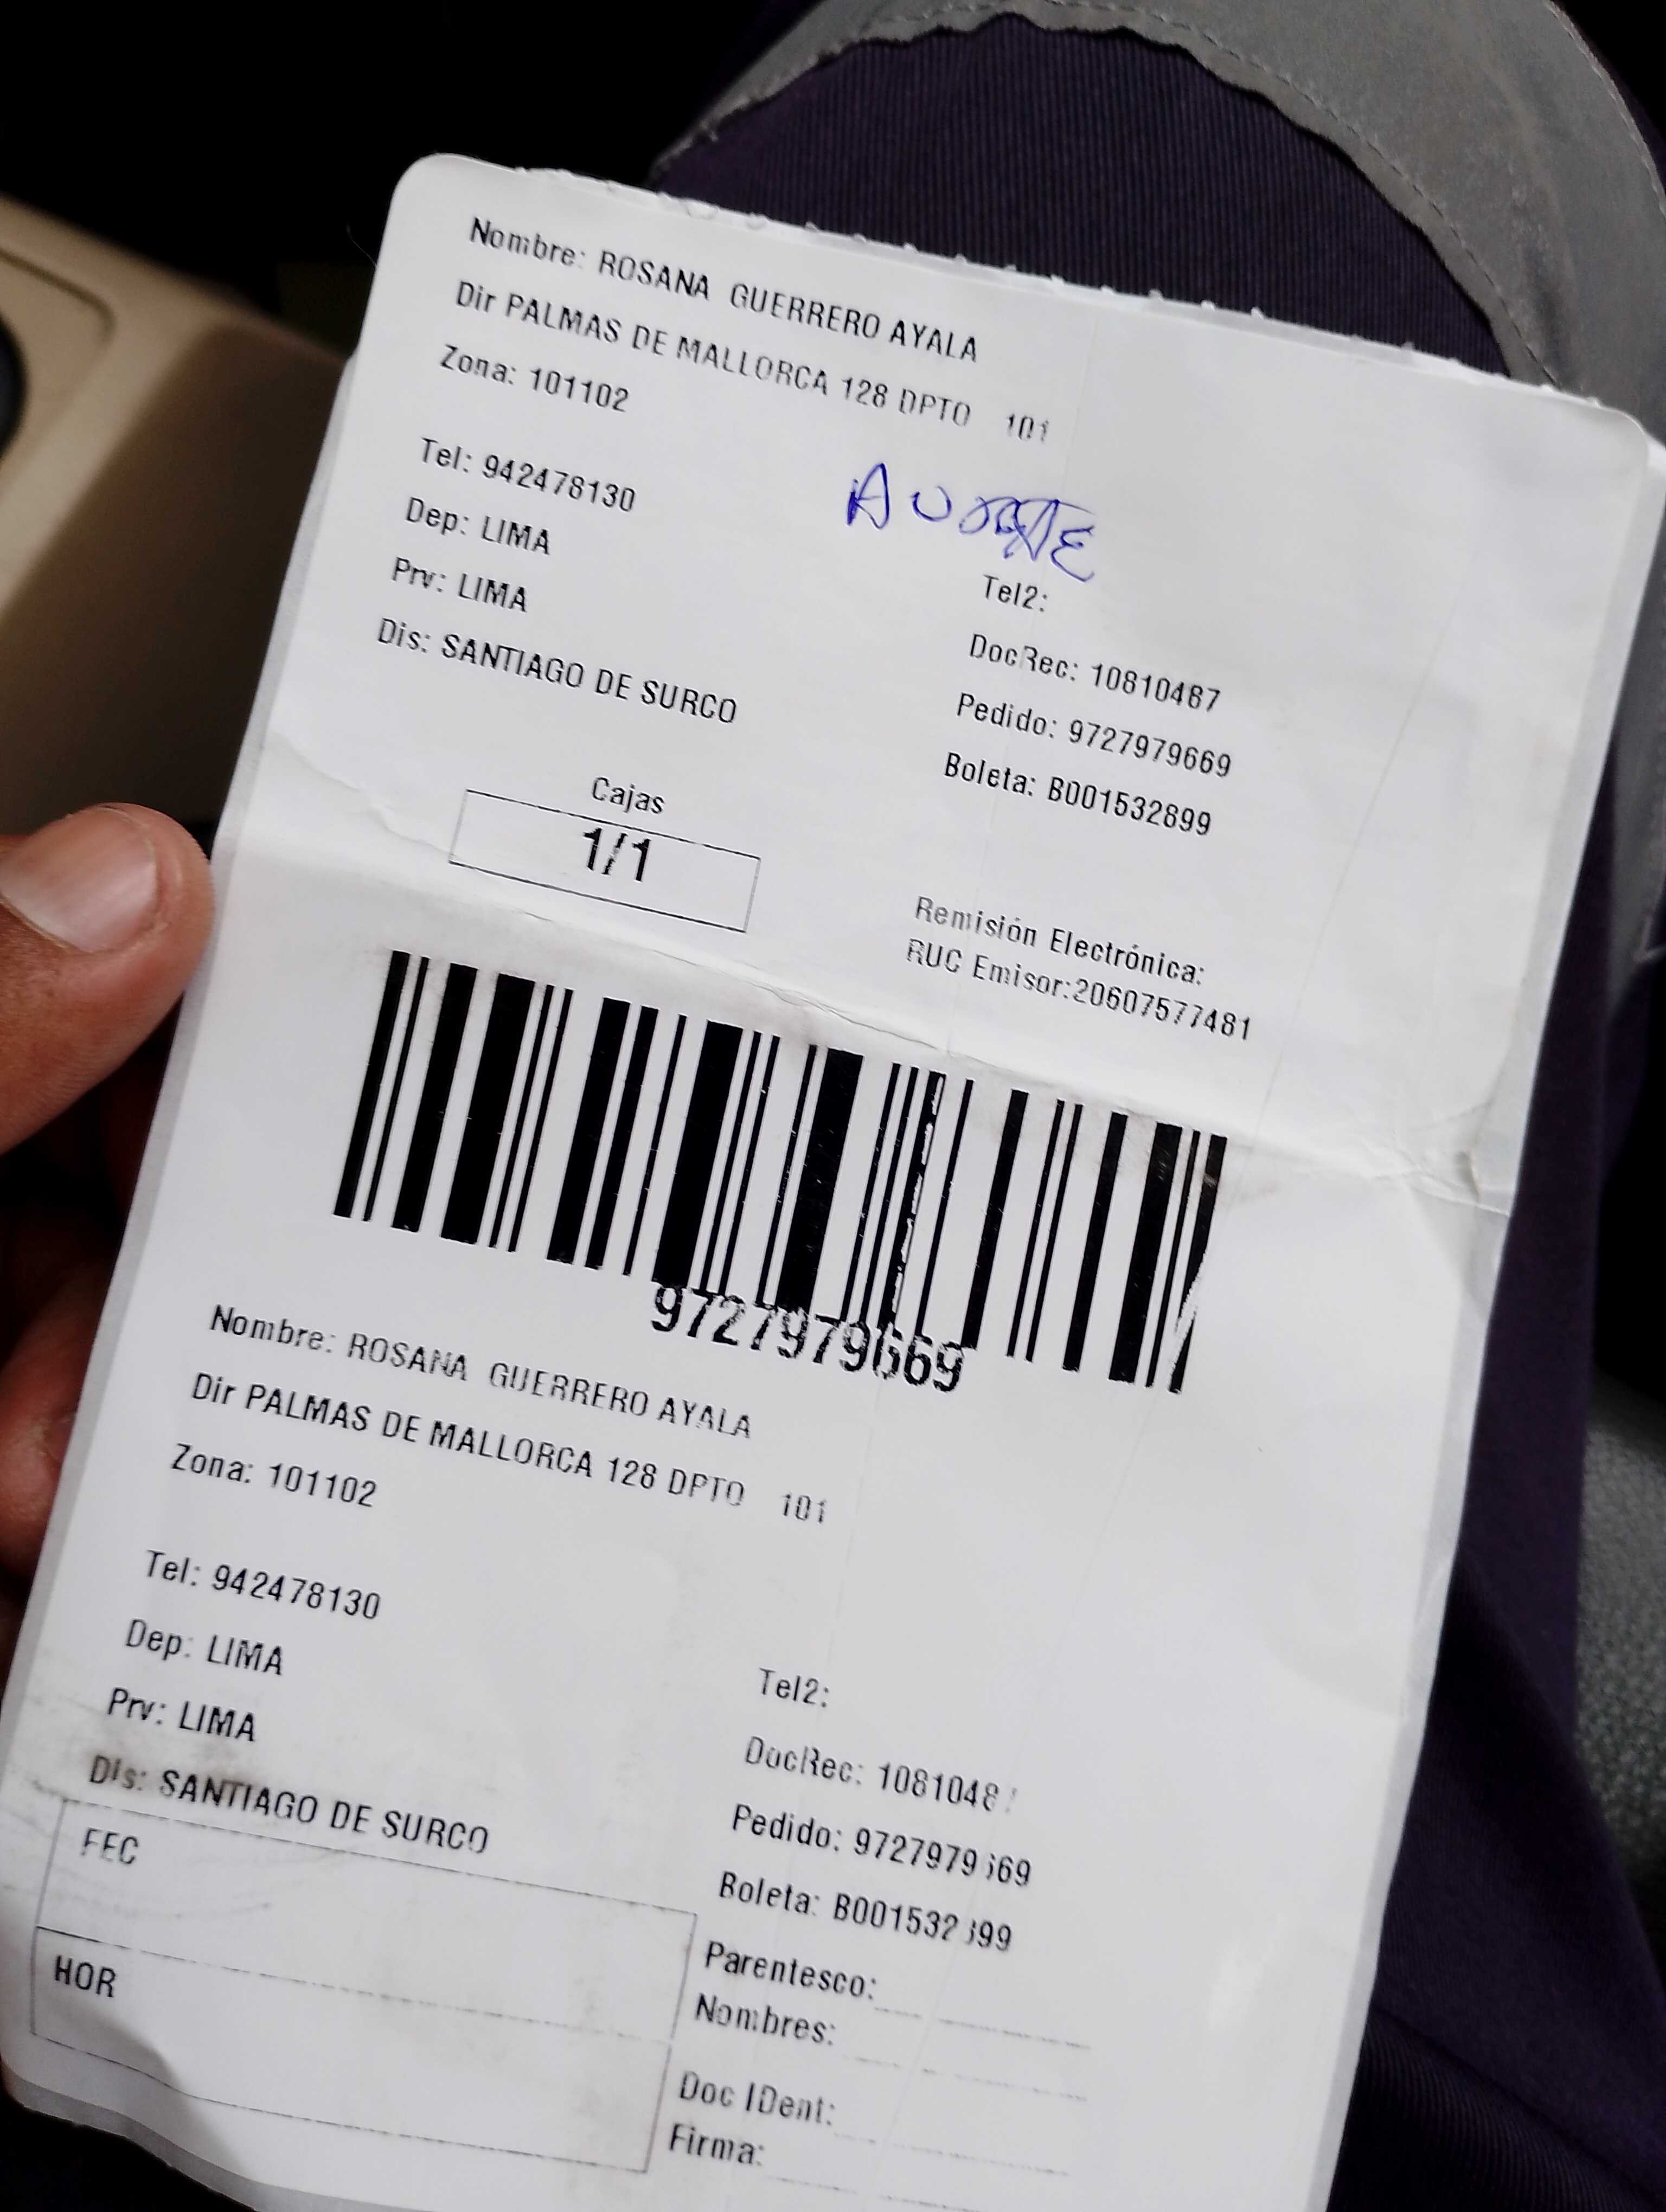 Nombre: ROSANA GUERRERO AYALA
Dir PALMAS DE MALLORCA 128 DPTO 101
Zona: 101102
Tel: 942478130
Dep: LIMA
Prv: LIMA
Dis: SANTIAGO DE SURCO
Tel2:
DocRec: 10810487
Pedido: 9727979669
Boleta: B001532899
Cajas
1/1
Remisión Electrónica:
RUC Emisor:20607577481
9727979669
Nombre: ROSANA GUERRERO AYALA
Dir PALMAS DE MALLORCA 128 DPTO 101
Zona: 101102
Tel: 942478130
Dep: LIMA
Prv: LIMA
Dis: SANTIAGO DE SURCO
Tel2:
DocRec:
Pedido: 9727979669
Boleta: B001532899
FEC
HOR
Parentesco:
Nombres:
Doc IDent:
Firma: